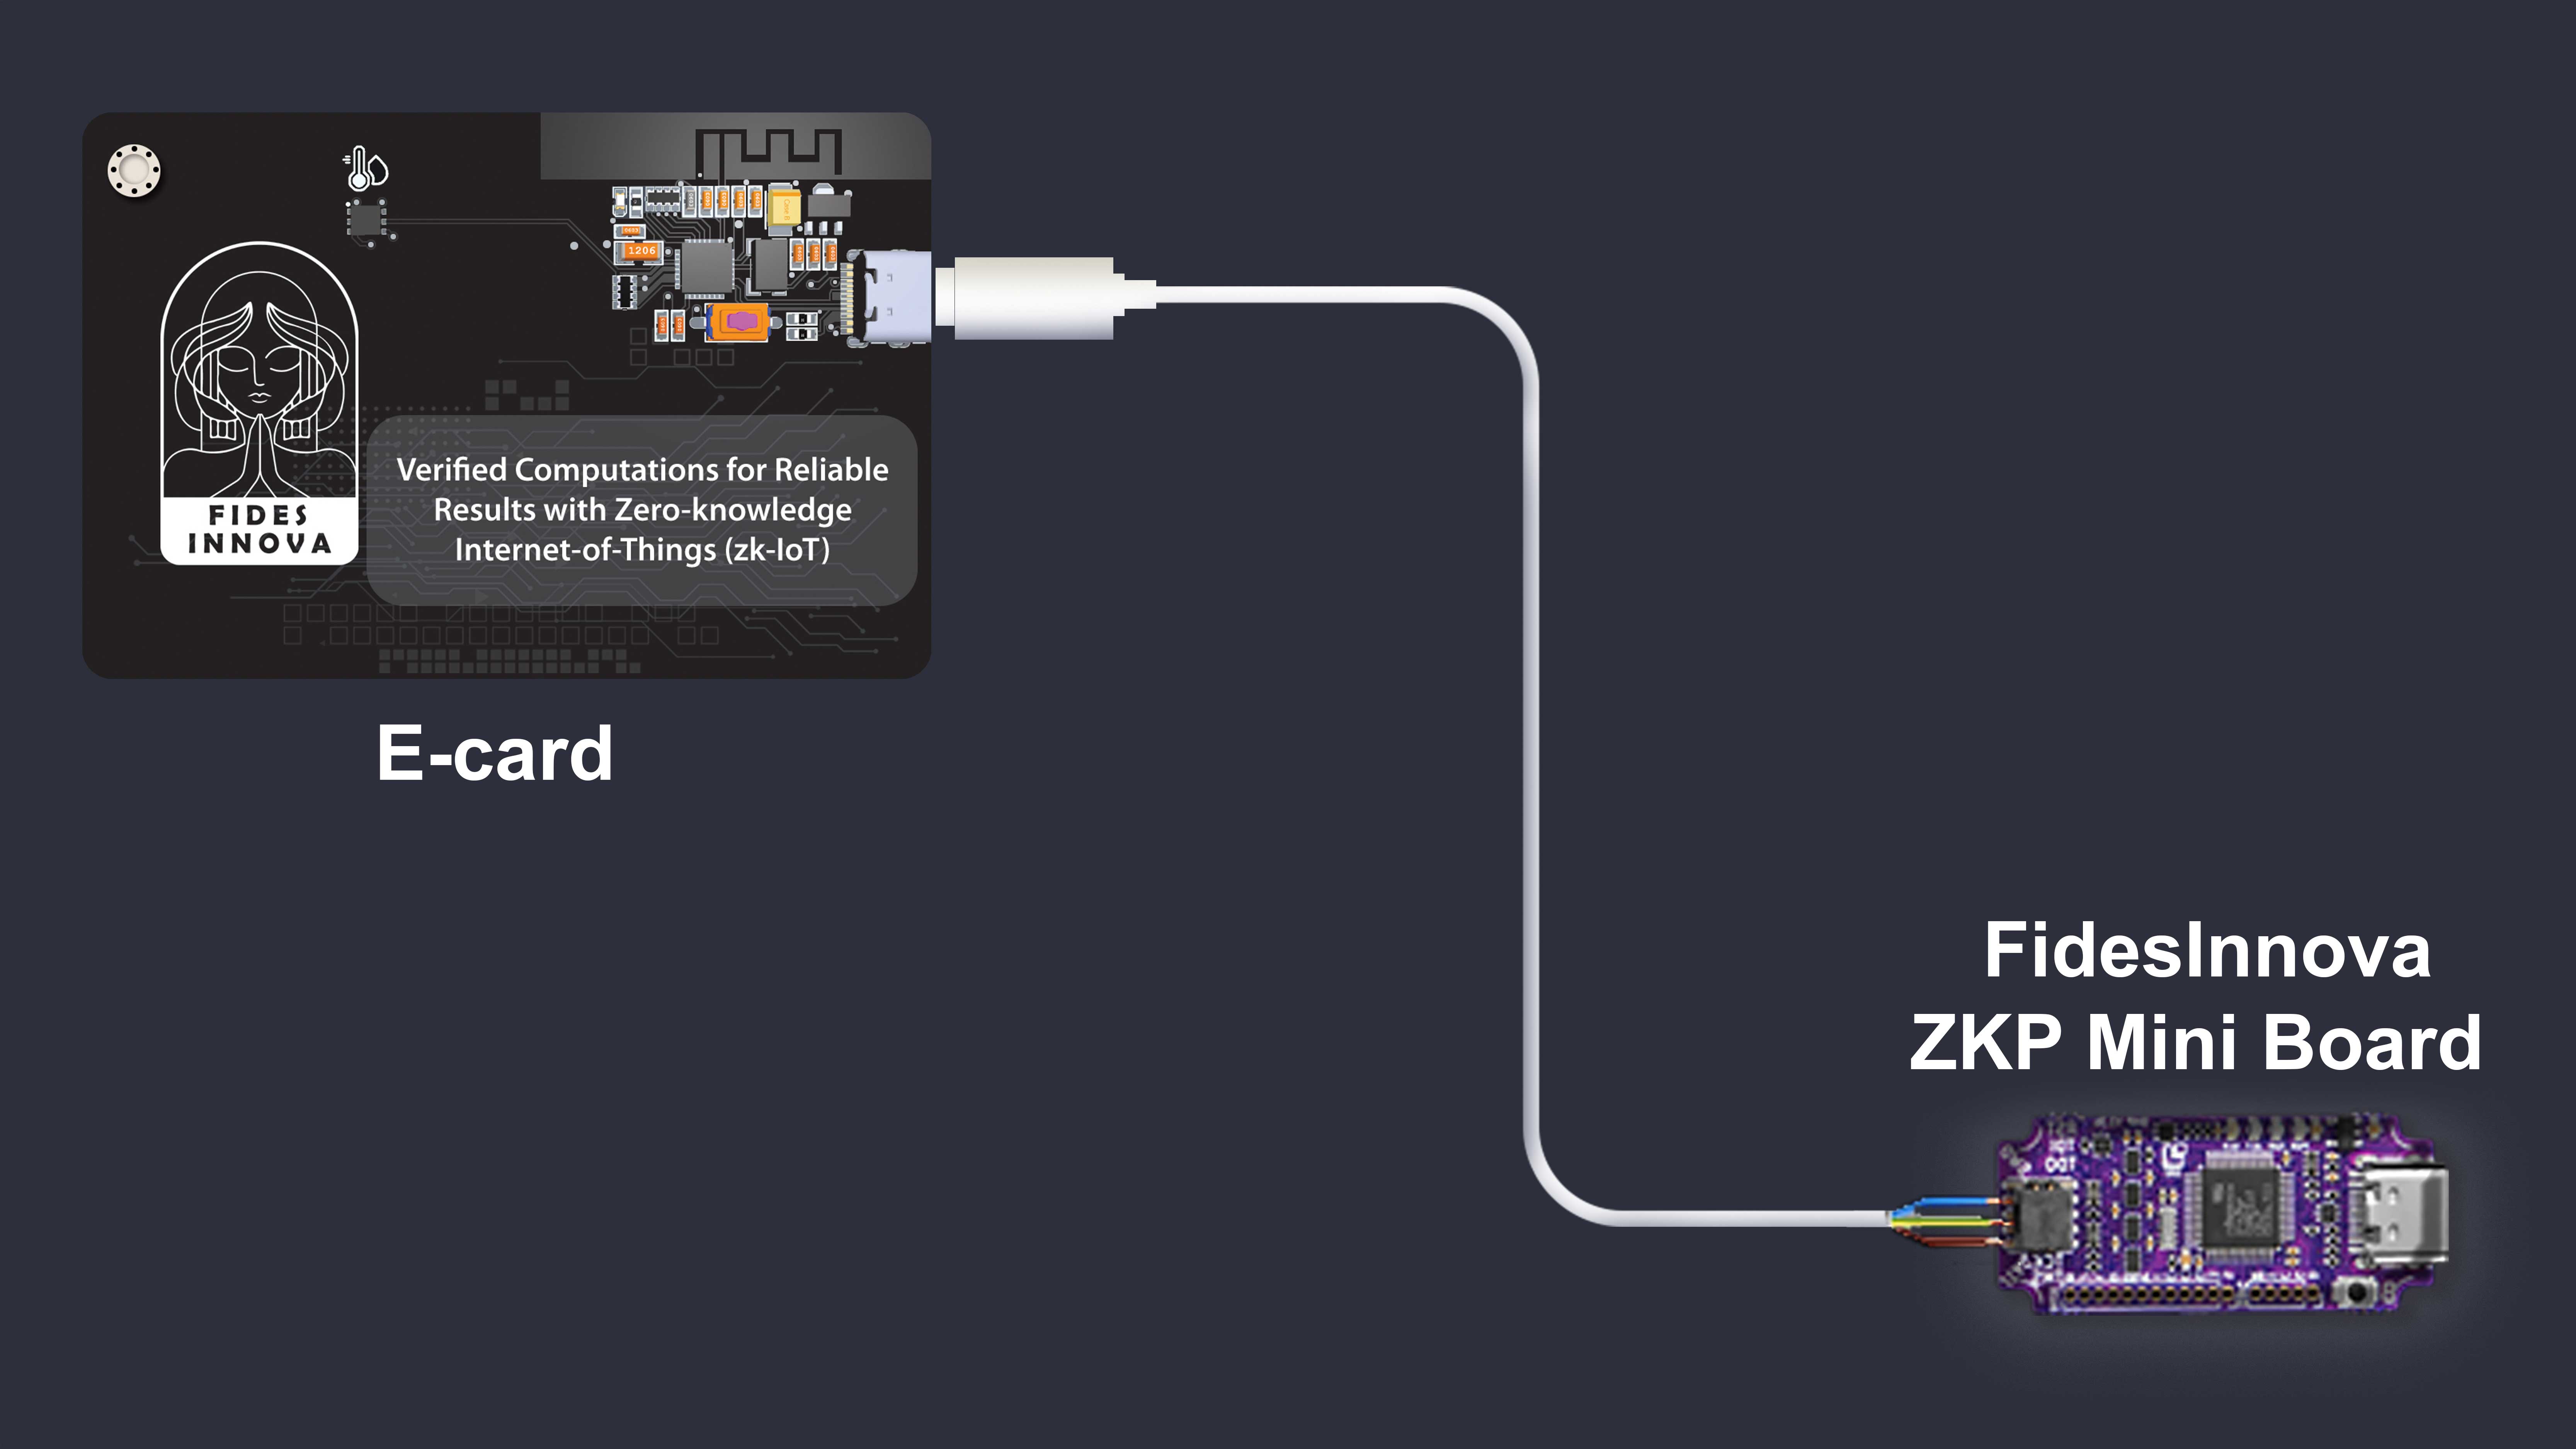 1206
FIDES
INNOVA
Verified Computations for Reliable
Results with Zero-knowledge
Internet-of-Things (zk-IoT)
E-card
FidesInnova
ZKP Mini Board